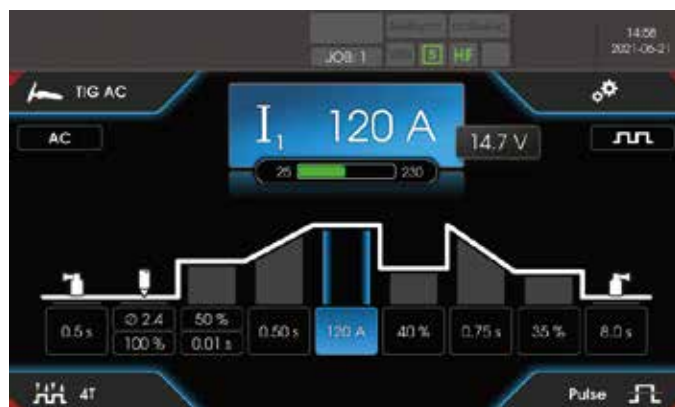 14:58
JOB: 1 S HF 2021-06-21
TIG AC
AC
I₁ 120 A
14.7 V
25 230
0.5 s
∅ 2.4
100 %
50 %
0.01 s
0.50 s
120 A
40 %
0.75 s
35 %
8.0 s
4T
Pulse